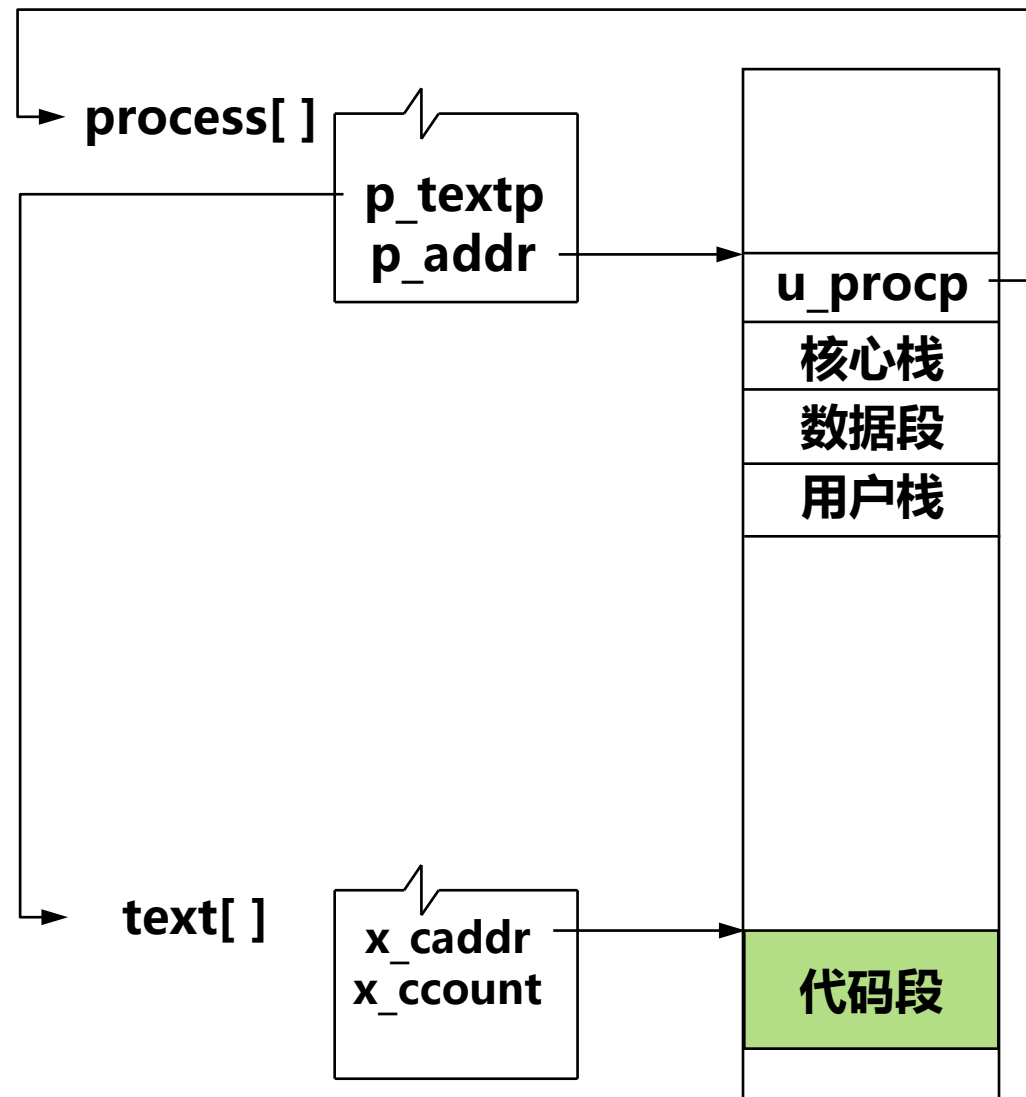 process[ ]
p_textp
p_addr
u_procp
核心栈
数据段
用户栈
text[ ]
x_caddr
x_ccount
代码段